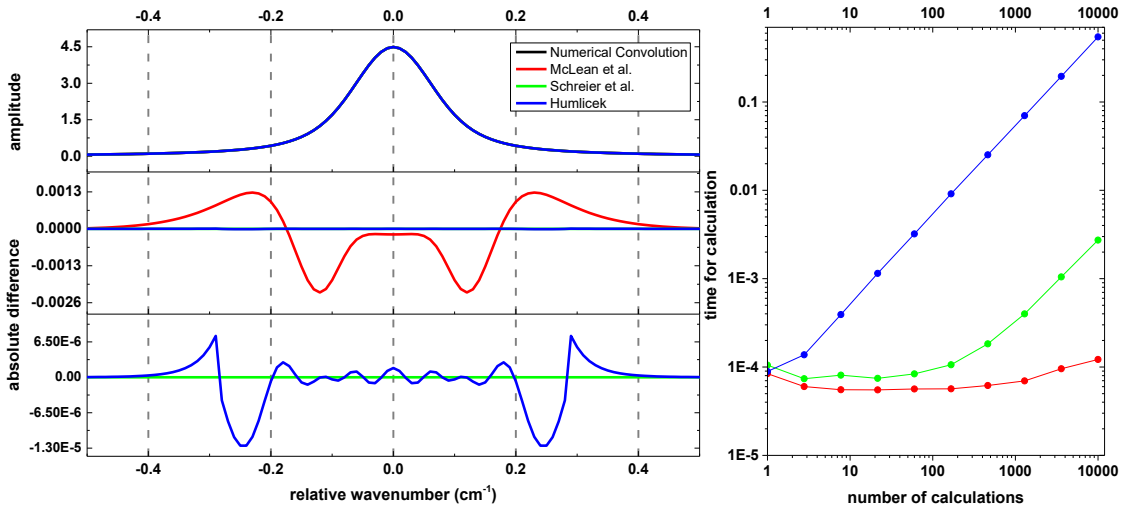 -0.4 -0.2 0.0 0.2 0.4
4.5
3.0
1.5
0.0
amplitude
Numerical Convolution
McLean et al.
Schreier et al.
Humlicek
0.0013
0.0000
-0.0013
-0.0026
absolute difference
6.50E-6
0.00
-6.50E-6
-1.30E-5
-0.4 -0.2 0.0 0.2 0.4
relative wavenumber (cm⁻¹)
1 10 100 1000 10000
0.1
0.01
1E-3
1E-4
1E-5
time for calculation
1 10 100 1000 10000
number of calculations